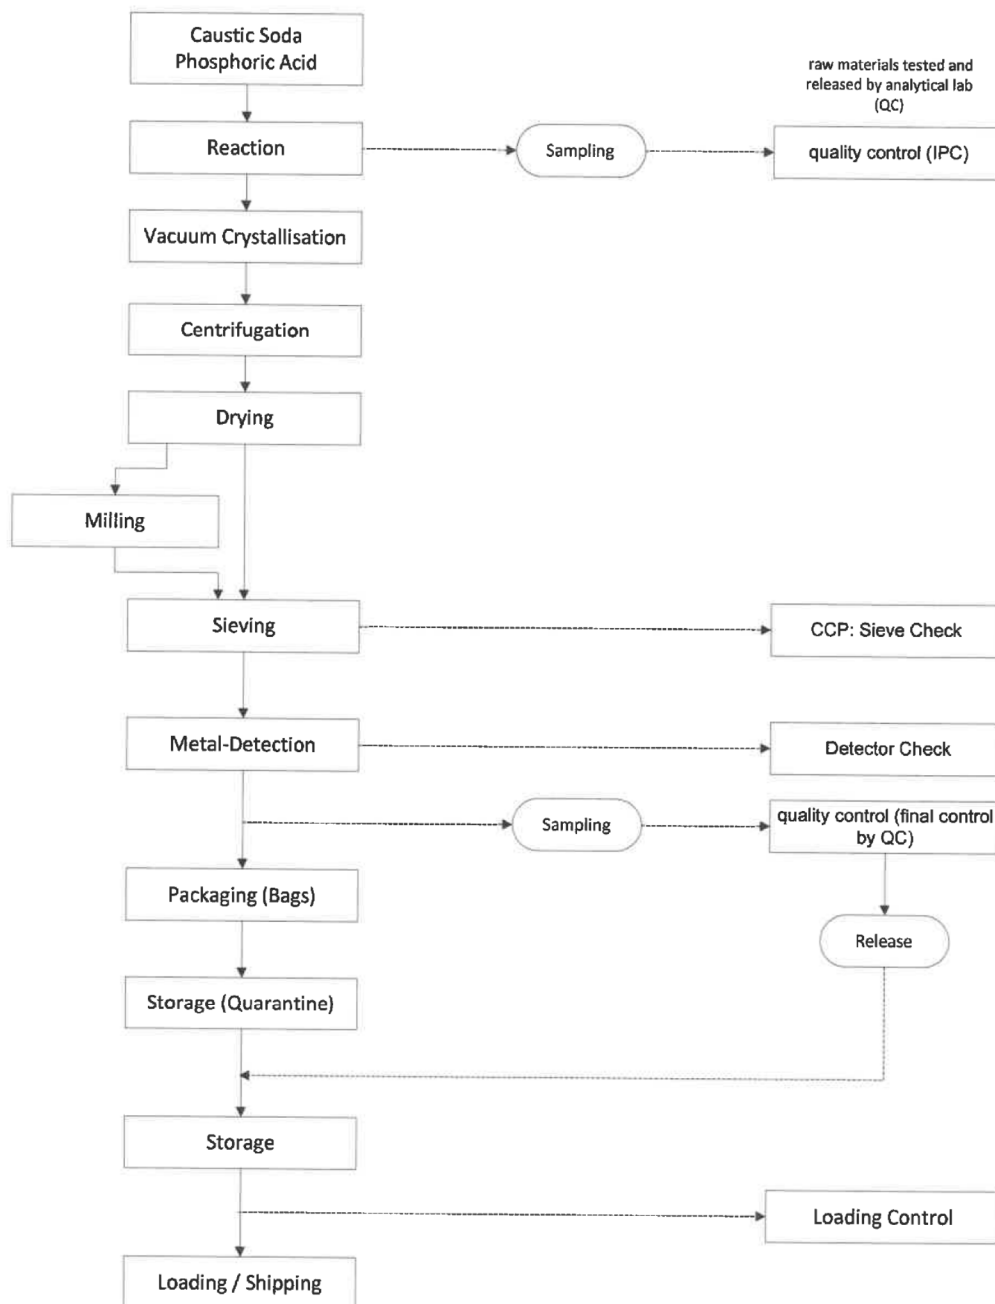 Caustic Soda
Phosphoric Acid
raw materials tested and
released by analytical lab
(QC)
Reaction
Sampling
quality control (IPC)
Vacuum Crystallisation
Centrifugation
Drying
Milling
Sieving
CCP: Sieve Check
Metal-Detection
Detector Check
Sampling
quality control (final control
by QC)
Packaging (Bags)
Release
Storage (Quarantine)
Storage
Loading Control
Loading / Shipping